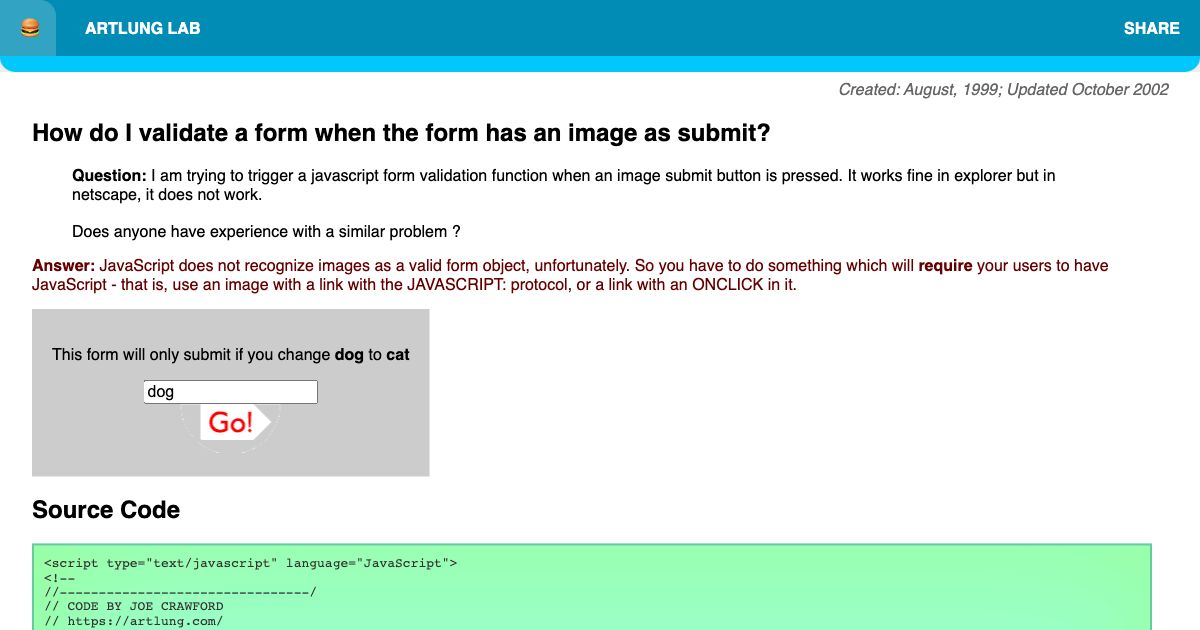 ARTLUNG LAB
SHARE
Created: August, 1999; Updated October 2002
How do I validate a form when the form has an image as submit?
Question: I am trying to trigger a javascript form validation function when an image submit button is pressed. It works fine in explorer but in
netscape, it does not work.
Does anyone have experience with a similar problem ?
Answer: JavaScript does not recognize images as a valid form object, unfortunately. So you have to do something which will require your users to have
JavaScript - that is, use an image with a link with the JAVASCRIPT: protocol, or a link with an ONCLICK in it.
This form will only submit if you change dog to cat
dog
Go!
Source Code
<script type="text/javascript" language="JavaScript">
<!--
//--------------------------------/
// CODE BY JOE CRAWFORD
// https://artlung.com/